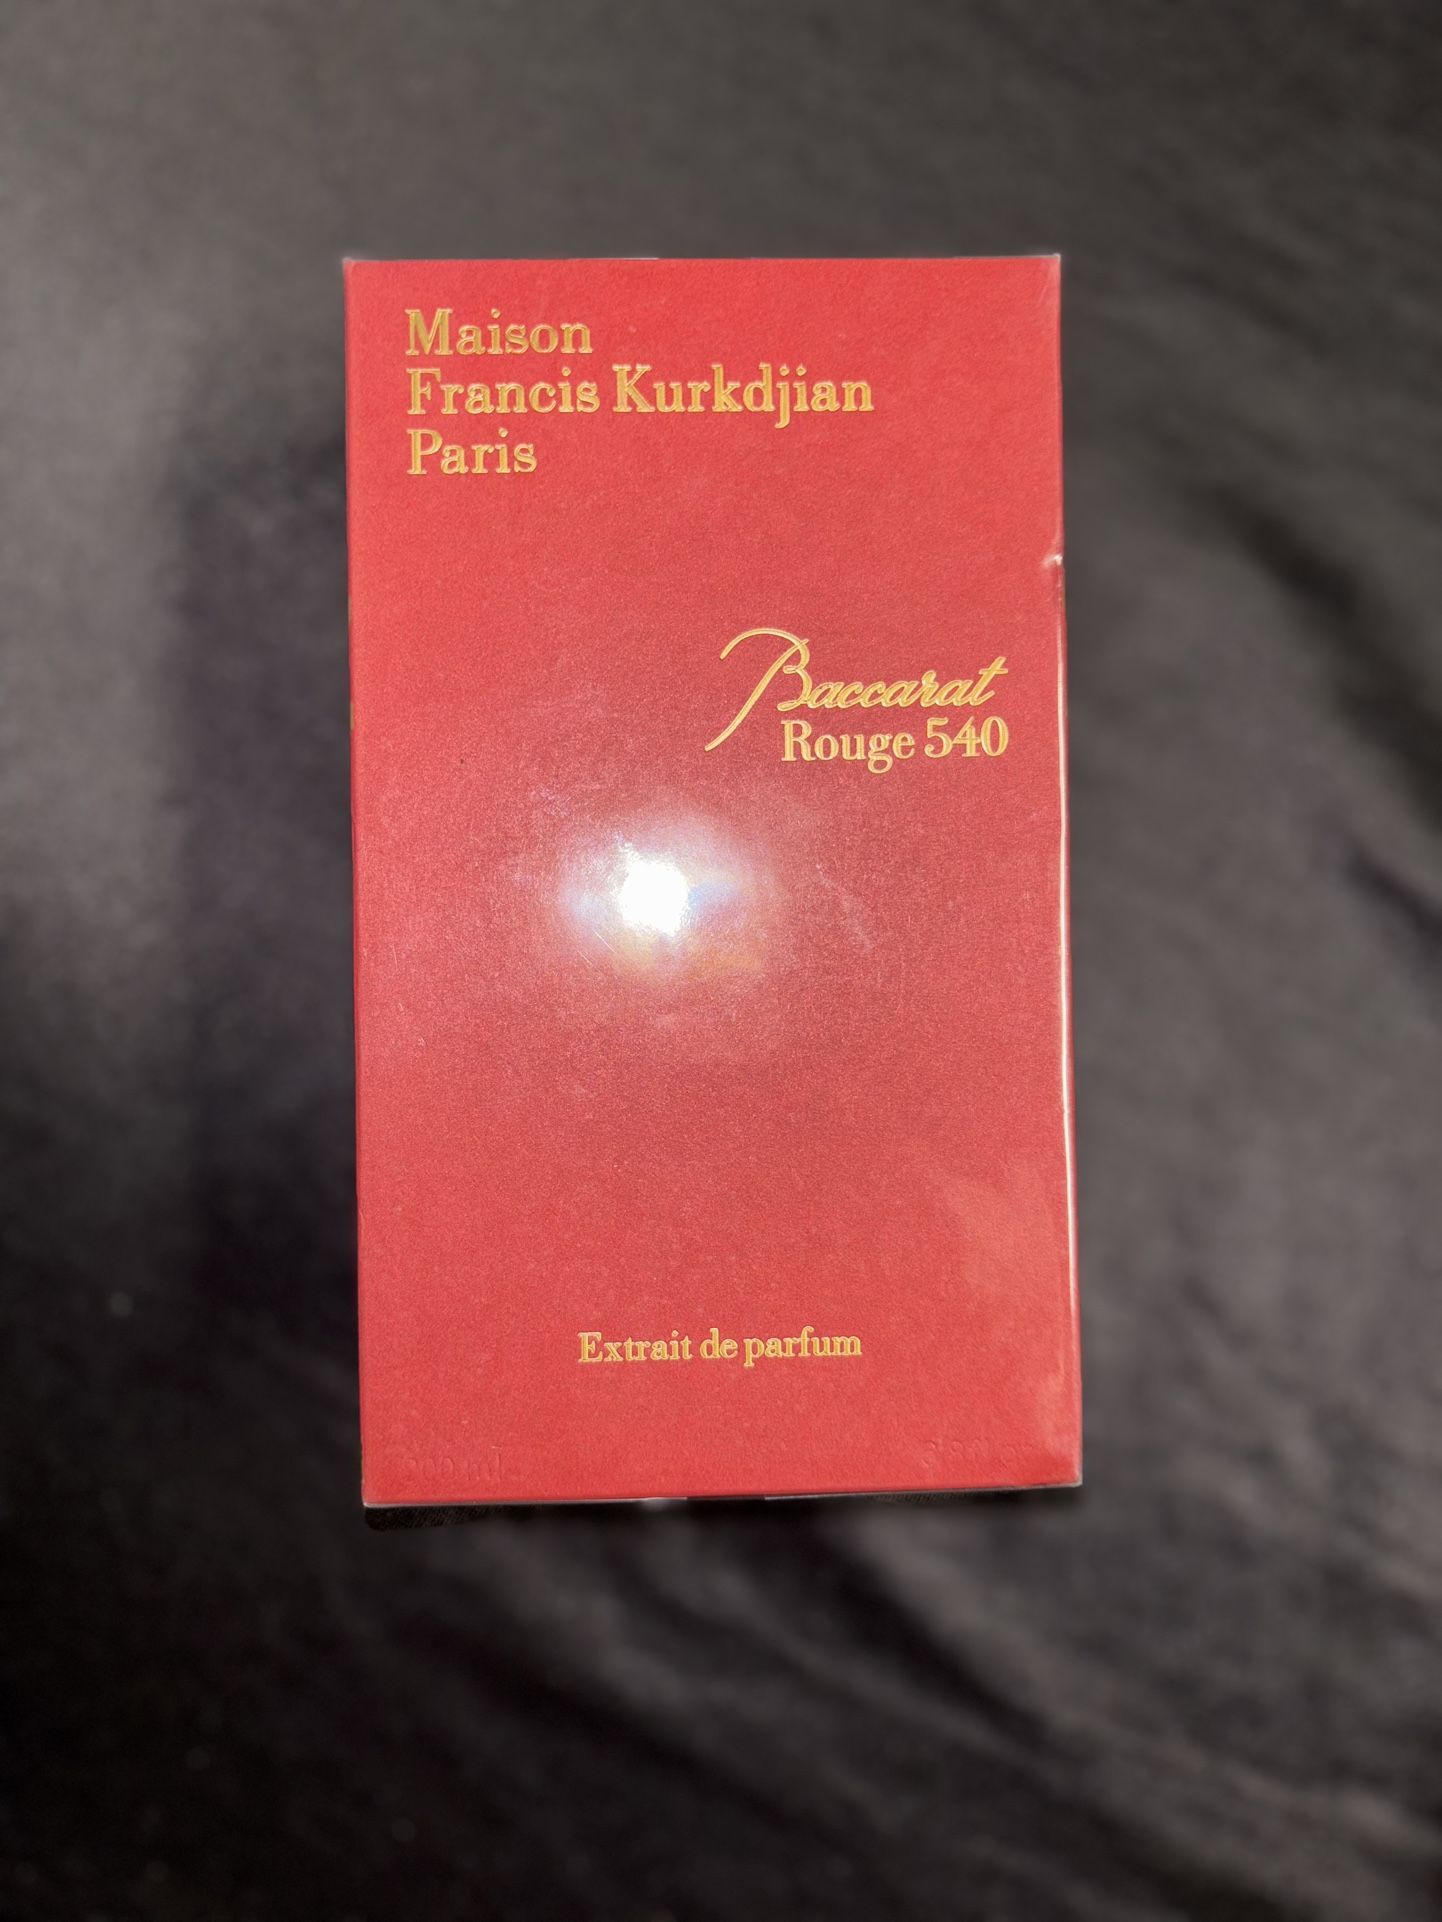 Maison
Francis Kurkdjian
Paris
Baccarat
Rouge 540
Extrait de parfum